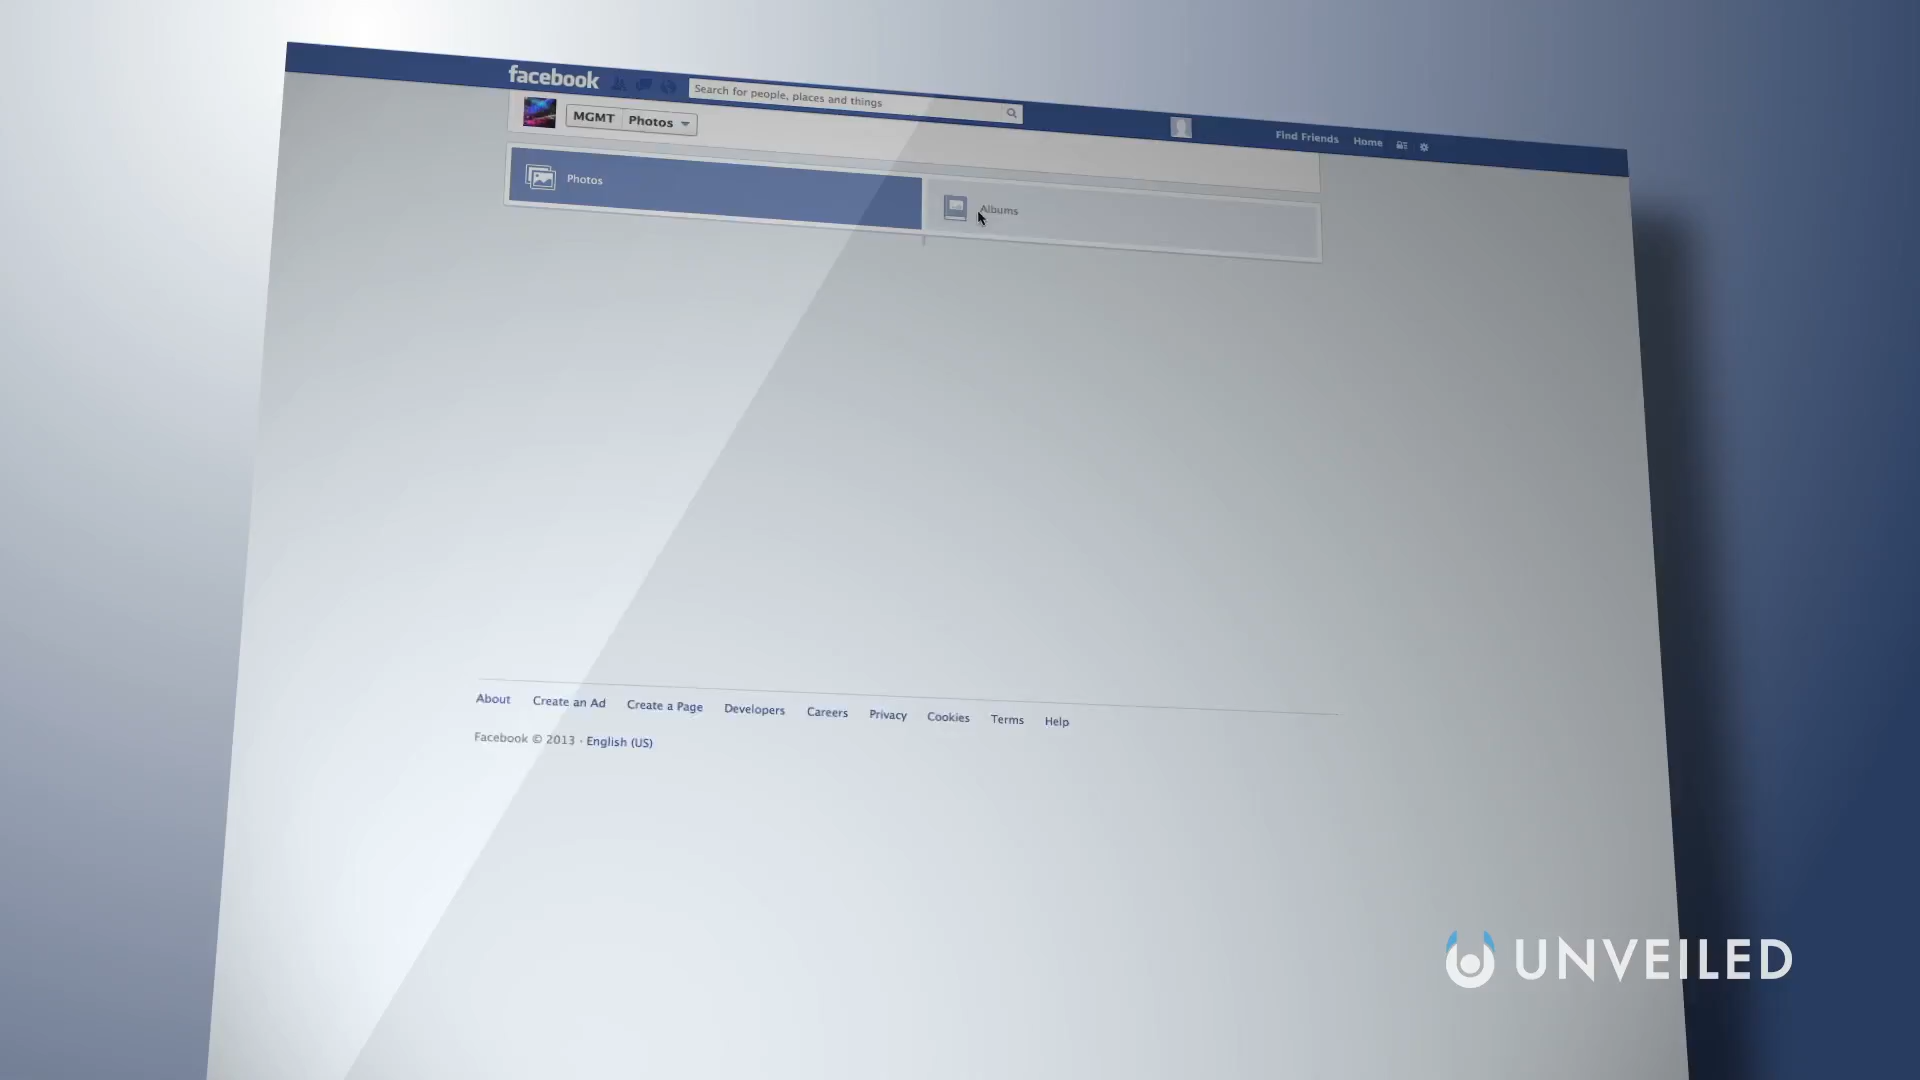 facebook
Search for people, places and things
Find Friends Home
MGMT Photos
Photos
Albums
About Create an Ad Create a Page Developers Careers Privacy Cookies Terms Help
Facebook © 2013 · English (US)
UNVEILED